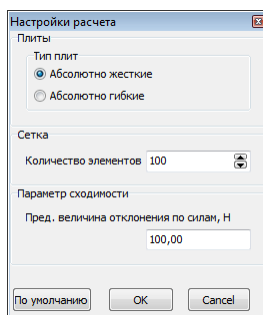 Настройки расчета
Плиты
Тип плит
Абсолютно жесткие
Абсолютно гибкие
Сетка
Количество элементов 100
Параметр сходимости
Пред. величина отклонения по силам, Н
100,00
По умолчанию OK Cancel